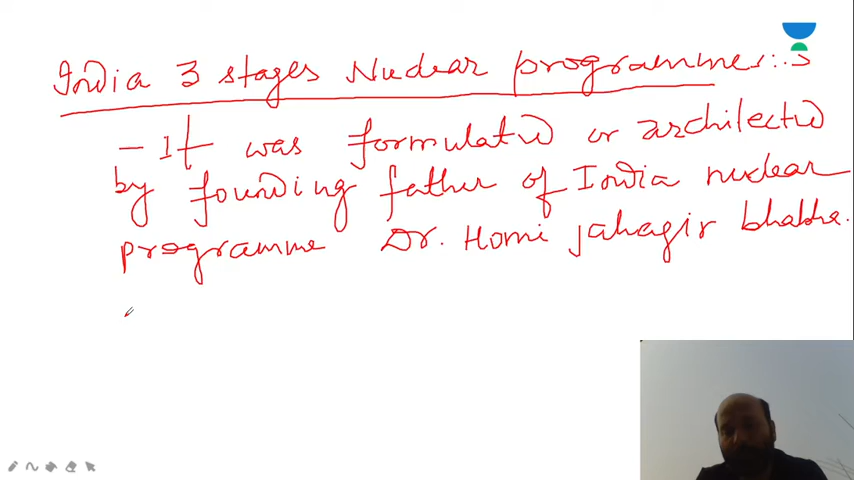 India 3 stages Nuclear programmes::
- It was formulated or architected
by founding father of India nuclear
programme Dr. Homi Jahagir bhabha.